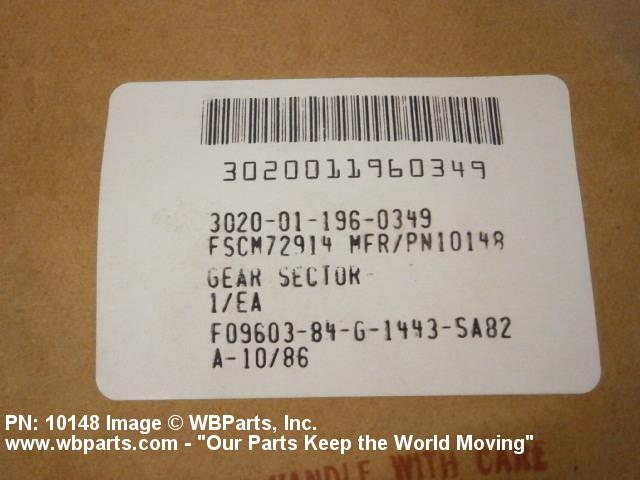 3020011960349
3020-01-196-0349
FSCM72914 MFR/PN10148
GEAR SECTOR
1/EA
F09603-84-G-1443-SA82
A-10/86
HANDLE WITH CARE
PN: 10148 Image © WBParts, Inc.
www.wbparts.com - "Our Parts Keep the World Moving"